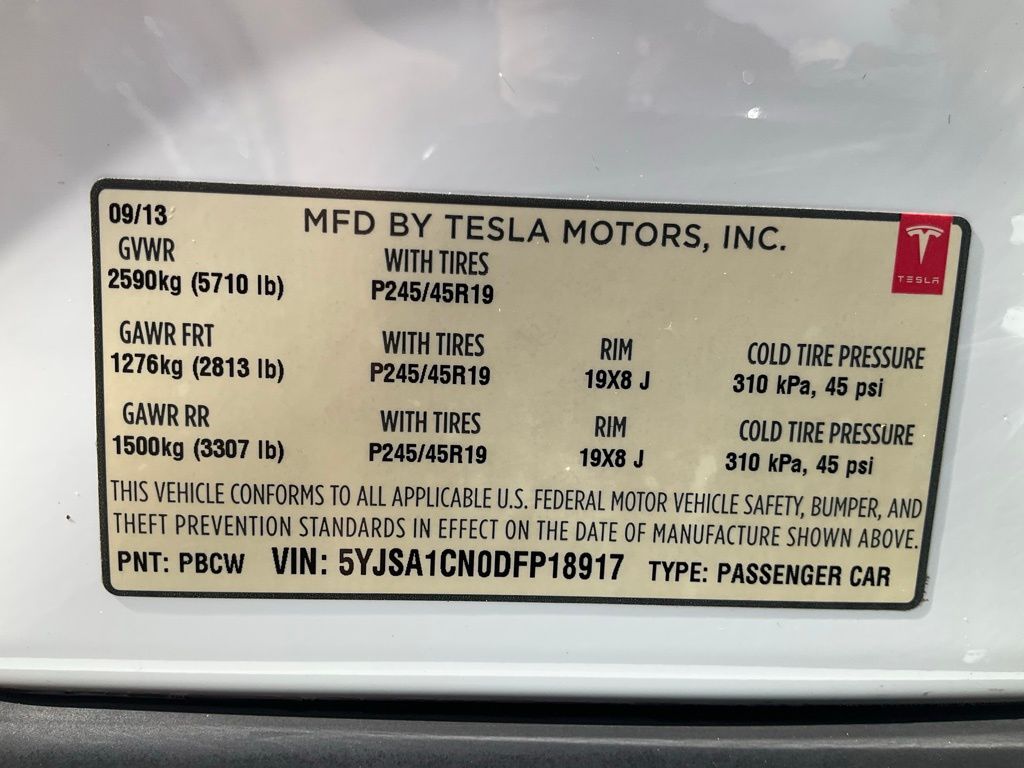 09/13 MFD BY TESLA MOTORS, INC.
TESLA
GVWR WITH TIRES
2590kg (5710 lb) P245/45R19
GAWR FRT WITH TIRES RIM COLD TIRE PRESSURE
1276kg (2813 lb) P245/45R19 19X8 J 310 kPa, 45 psi
GAWR RR WITH TIRES RIM COLD TIRE PRESSURE
1500kg (3307 lb) P245/45R19 19X8 J 310 kPa, 45 psi
THIS VEHICLE CONFORMS TO ALL APPLICABLE U.S. FEDERAL MOTOR VEHICLE SAFETY, BUMPER, AND
THEFT PREVENTION STANDARDS IN EFFECT ON THE DATE OF MANUFACTURE SHOWN ABOVE.
PNT: PBCW VIN: 5YJSA1CN0DFP18917 TYPE: PASSENGER CAR